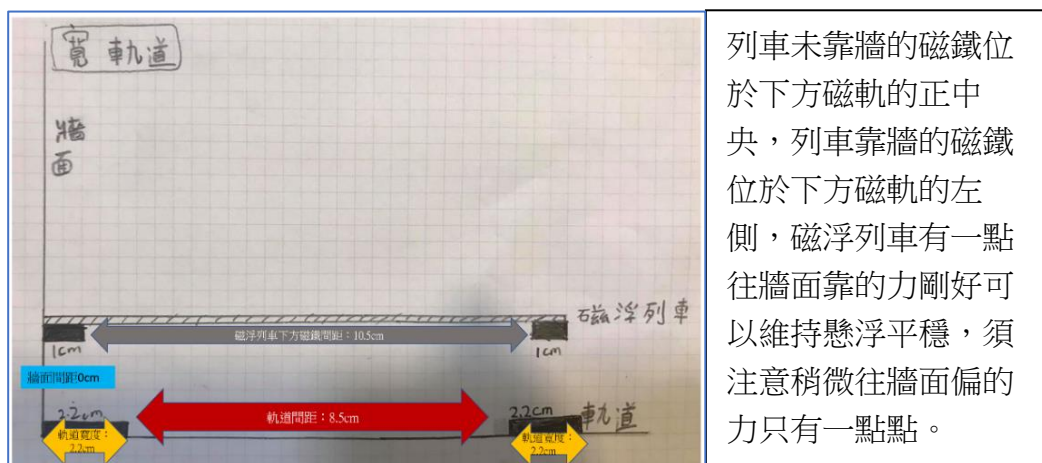 寬軌道
牆
面
磁浮列車
磁浮列車下方磁鐵間距：10.5cm
1cm
1cm
牆面間距0cm
2.2cm
2.2cm
軌道
軌道間距：8.5cm
軌道寬度：
2.2cm
軌道寬度：
2.2cm
列車未靠牆的磁鐵位
於下方磁軌的正中
央，列車靠牆的磁鐵
位於下方磁軌的左
側，磁浮列車有一點
往牆面靠的力剛好可
以維持懸浮平穩，須
注意稍微往牆面偏的
力只有一點點。